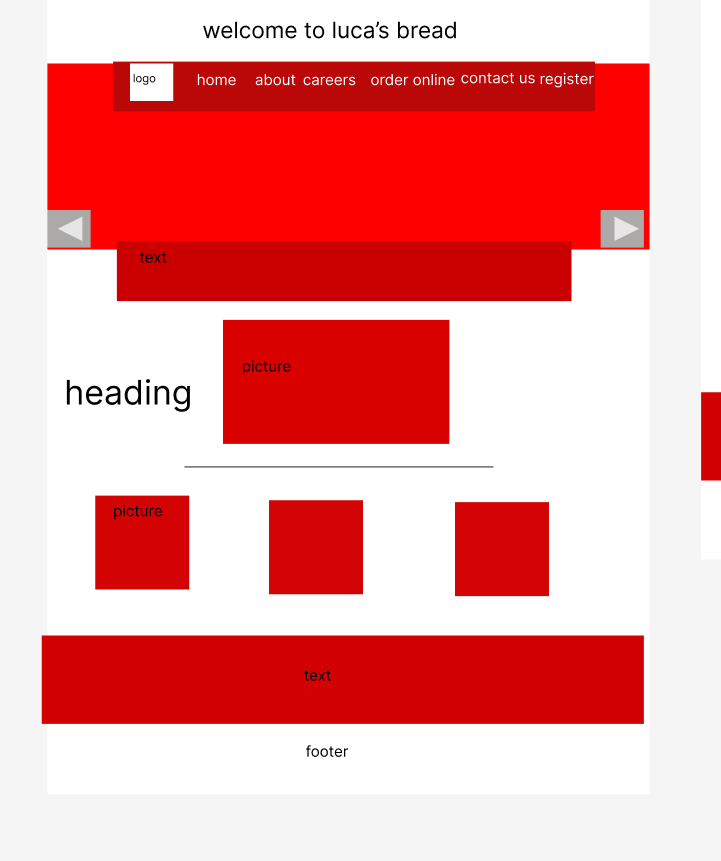 welcome to luca's bread
logo home about careers order online contact us register
text
picture
heading
picture
text
footer